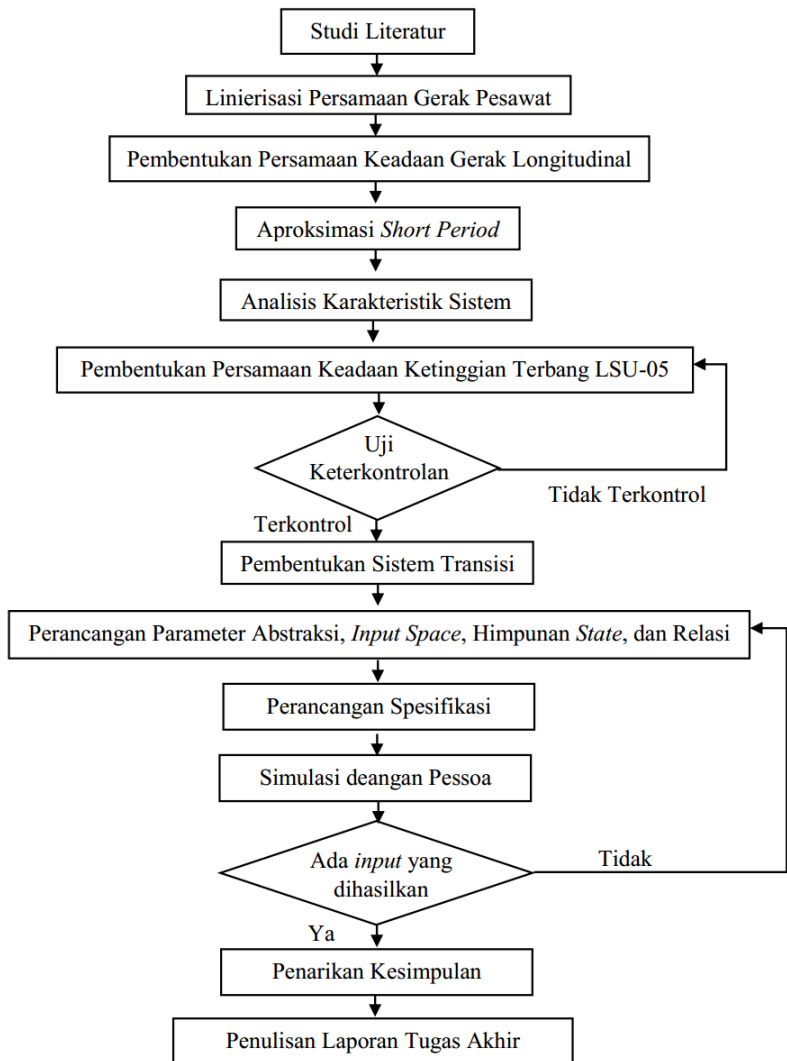 Studi Literatur
Linierisasi Persamaan Gerak Pesawat
Pembentukan Persamaan Keadaan Gerak Longitudinal
Aproksimasi Short Period
Analisis Karakteristik Sistem
Pembentukan Persamaan Keadaan Ketinggian Terbang LSU-05
Uji
Keterkontrolan
Tidak Terkontrol
Terkontrol
Pembentukan Sistem Transisi
Perancangan Parameter Abstraksi, Input Space, Himpunan State, dan Relasi
Perancangan Spesifikasi
Simulasi deangan Pessoa
Ada input yang
dihasilkan
Tidak
Ya
Penarikan Kesimpulan
Penulisan Laporan Tugas Akhir